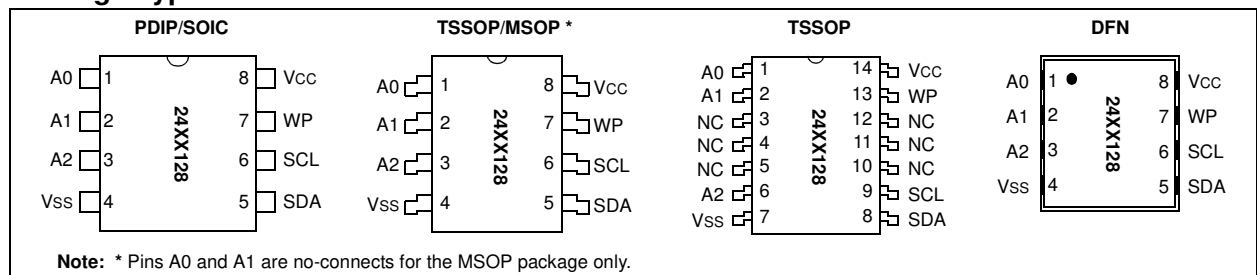 PDIP/SOIC
A0 1 8 VCC
A1 2 7 WP
A2 3 6 SCL
VSS 4 5 SDA
24XX128
TSSOP/MSOP *
A0 1 8 VCC
A1 2 7 WP
A2 3 6 SCL
VSS 4 5 SDA
24XX128
TSSOP
A0 1 14 VCC
A1 2 13 WP
NC 3 12 NC
NC 4 11 NC
NC 5 10 NC
A2 6 9 SCL
VSS 7 8 SDA
24XX128
DFN
A0 1 8 VCC
A1 2 7 WP
A2 3 6 SCL
VSS 4 5 SDA
24XX128
Note: * Pins A0 and A1 are no-connects for the MSOP package only.